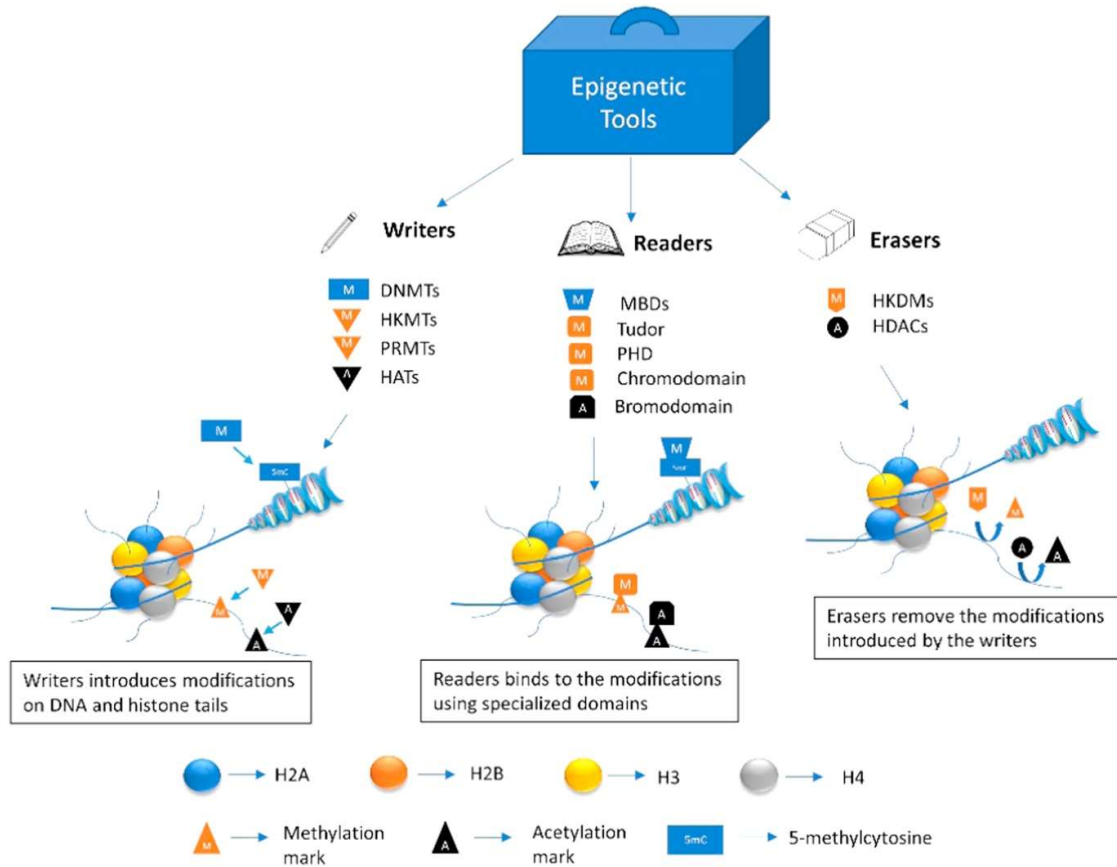 Epigenetic
Tools
Writers
M DNMTs
M HKMTs
M PRMTs
A HATs
Readers
M MBDs
M Tudor
M PHD
M Chromodomain
A Bromodomain
Erasers
M HKDMs
A HDACs
M
5mC
M
M
A
A
Writers introduces modifications
on DNA and histone tails
M
5mC
M
M
A
A
Readers binds to the modifications
using specialized domains
M
M
A
A
Erasers remove the modifications
introduced by the writers
H2A
H2B
H3
H4
M Methylation
mark
A Acetylation
mark
5mC 5-methylcytosine